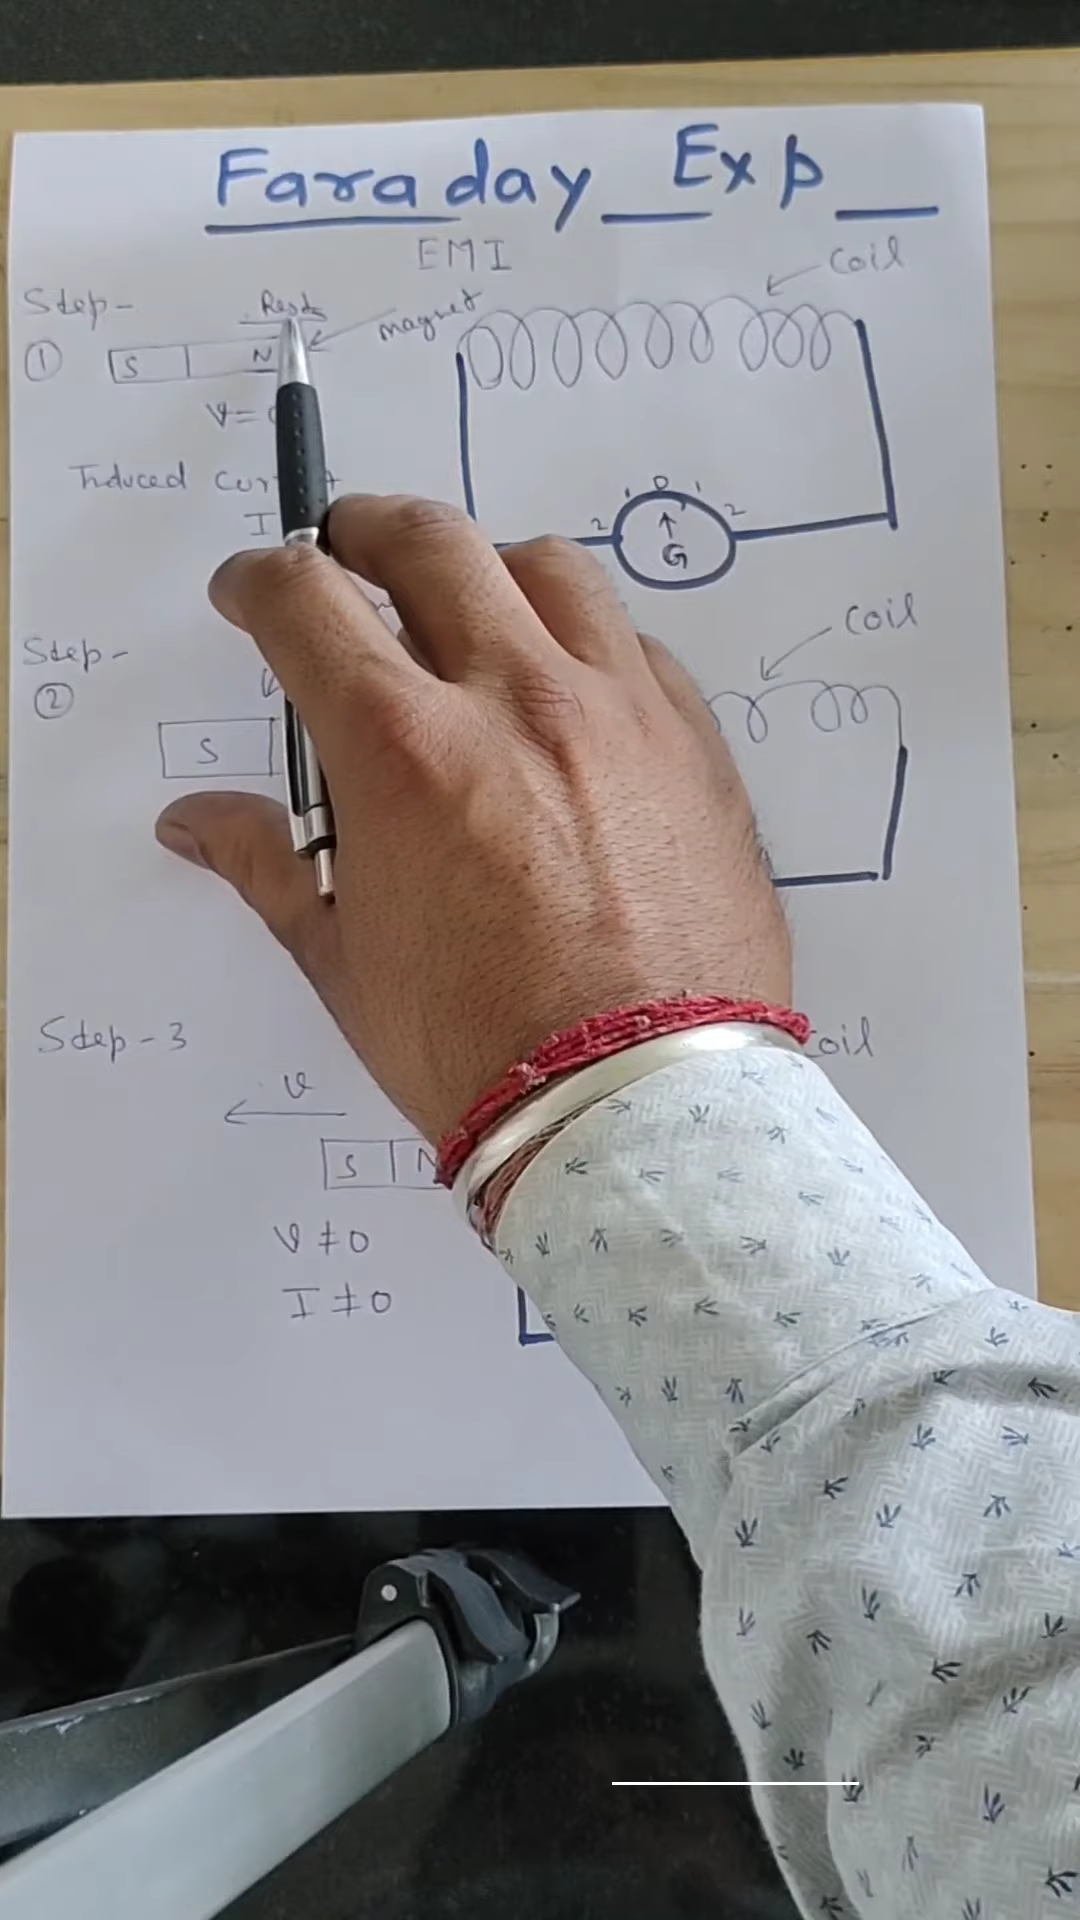 Faraday Exp
EMI
Step-
Rest
magnet
Coil
①
S N
V=
Induced
I
2 1 0 1 2
G
Step-
②
Coil
S
Step-3
v
coil
S N
V≠0
I≠0